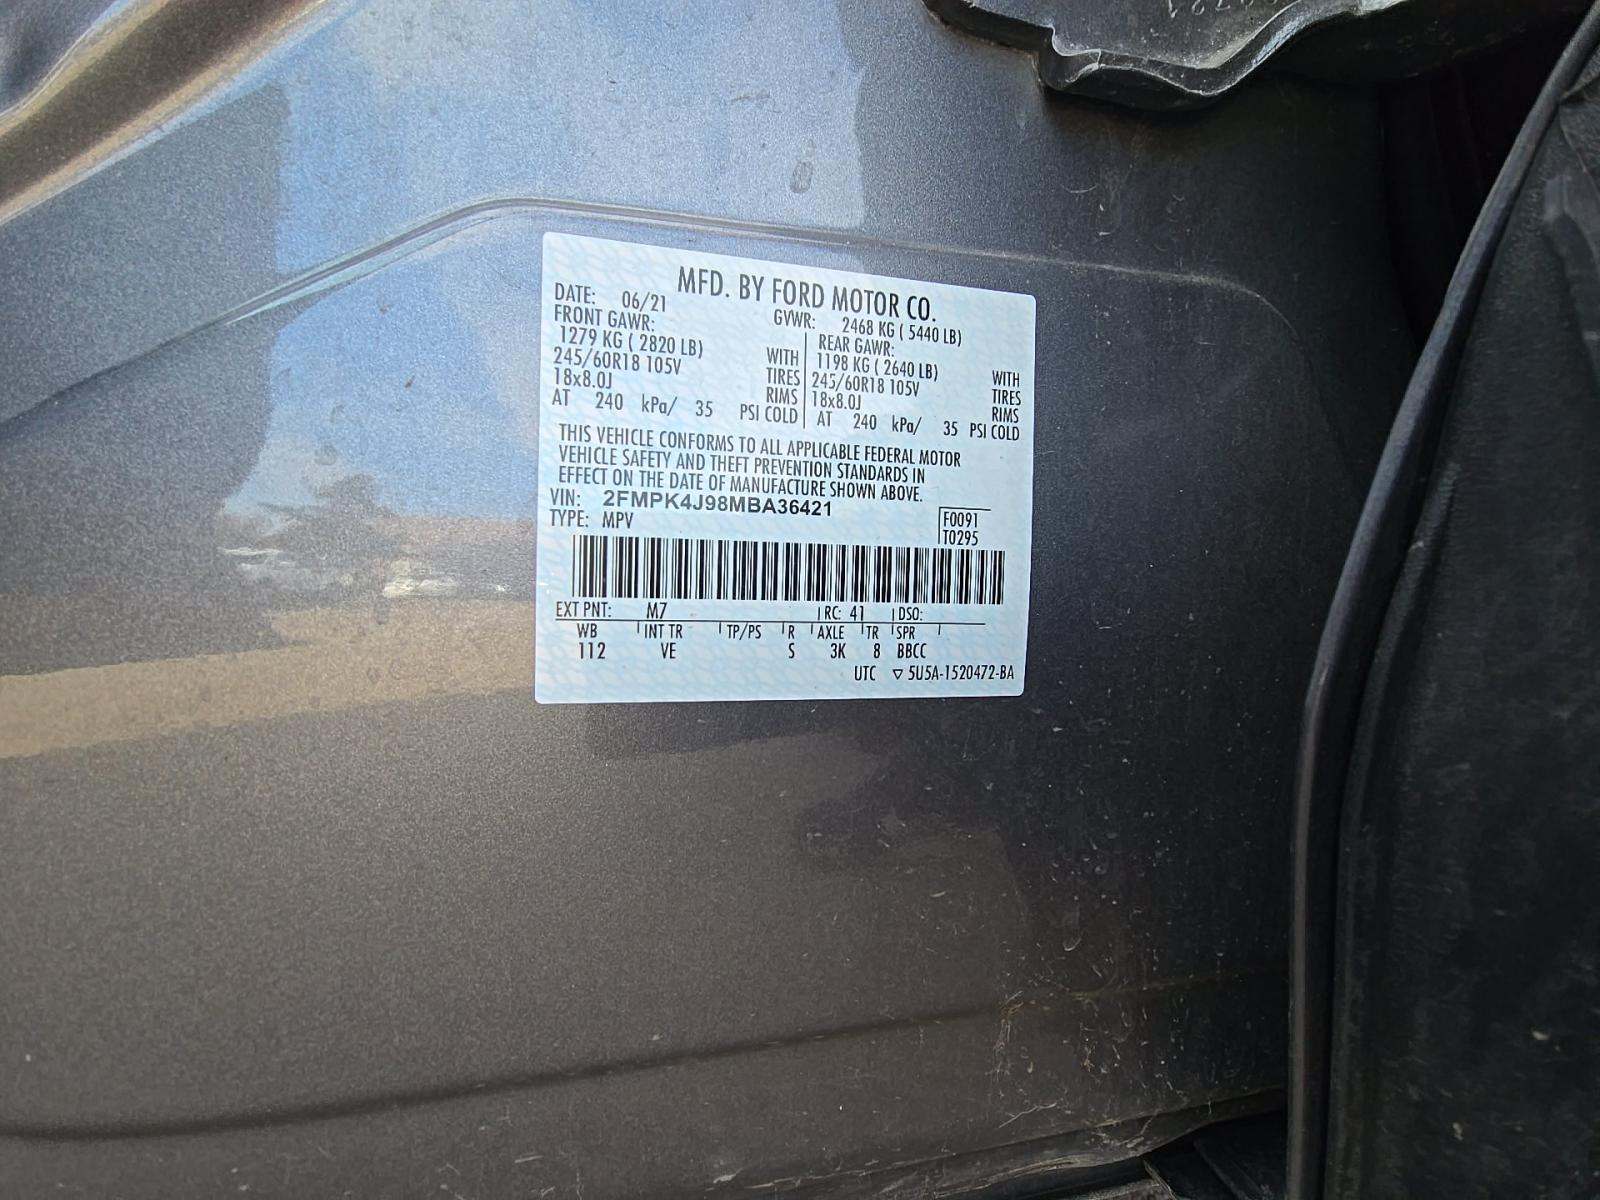 MFD. BY FORD MOTOR CO.
DATE: 06/21 GVWR: 2468 KG ( 5440 LB)
FRONT GAWR: REAR GAWR:
1279 KG ( 2820 LB) WITH 1198 KG ( 2640 LB) WITH
245/60R18 105V TIRES 245/60R18 105V TIRES
18x8.0J RIMS 18x8.0J RIMS
AT 240 kPa/ 35 PSI COLD AT 240 kPa/ 35 PSI COLD
THIS VEHICLE CONFORMS TO ALL APPLICABLE FEDERAL MOTOR
VEHICLE SAFETY AND THEFT PREVENTION STANDARDS IN
EFFECT ON THE DATE OF MANUFACTURE SHOWN ABOVE.
VIN: 2FMPK4J98MBA36421
TYPE: MPV F0091
T0295
EXT PNT: M7 RC: 41 DSO:
WB INT TR TP/PS R AXLE TR SPR
112 VE S 3K 8 BBCC
UTC ▽ 5U5A-1520472-BA